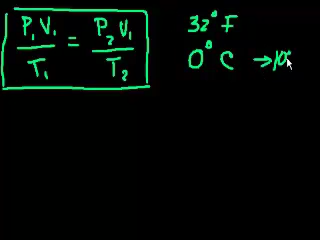 P₁V₁ / T₁ = P₂V₁ / T₂
32° F
0° C →